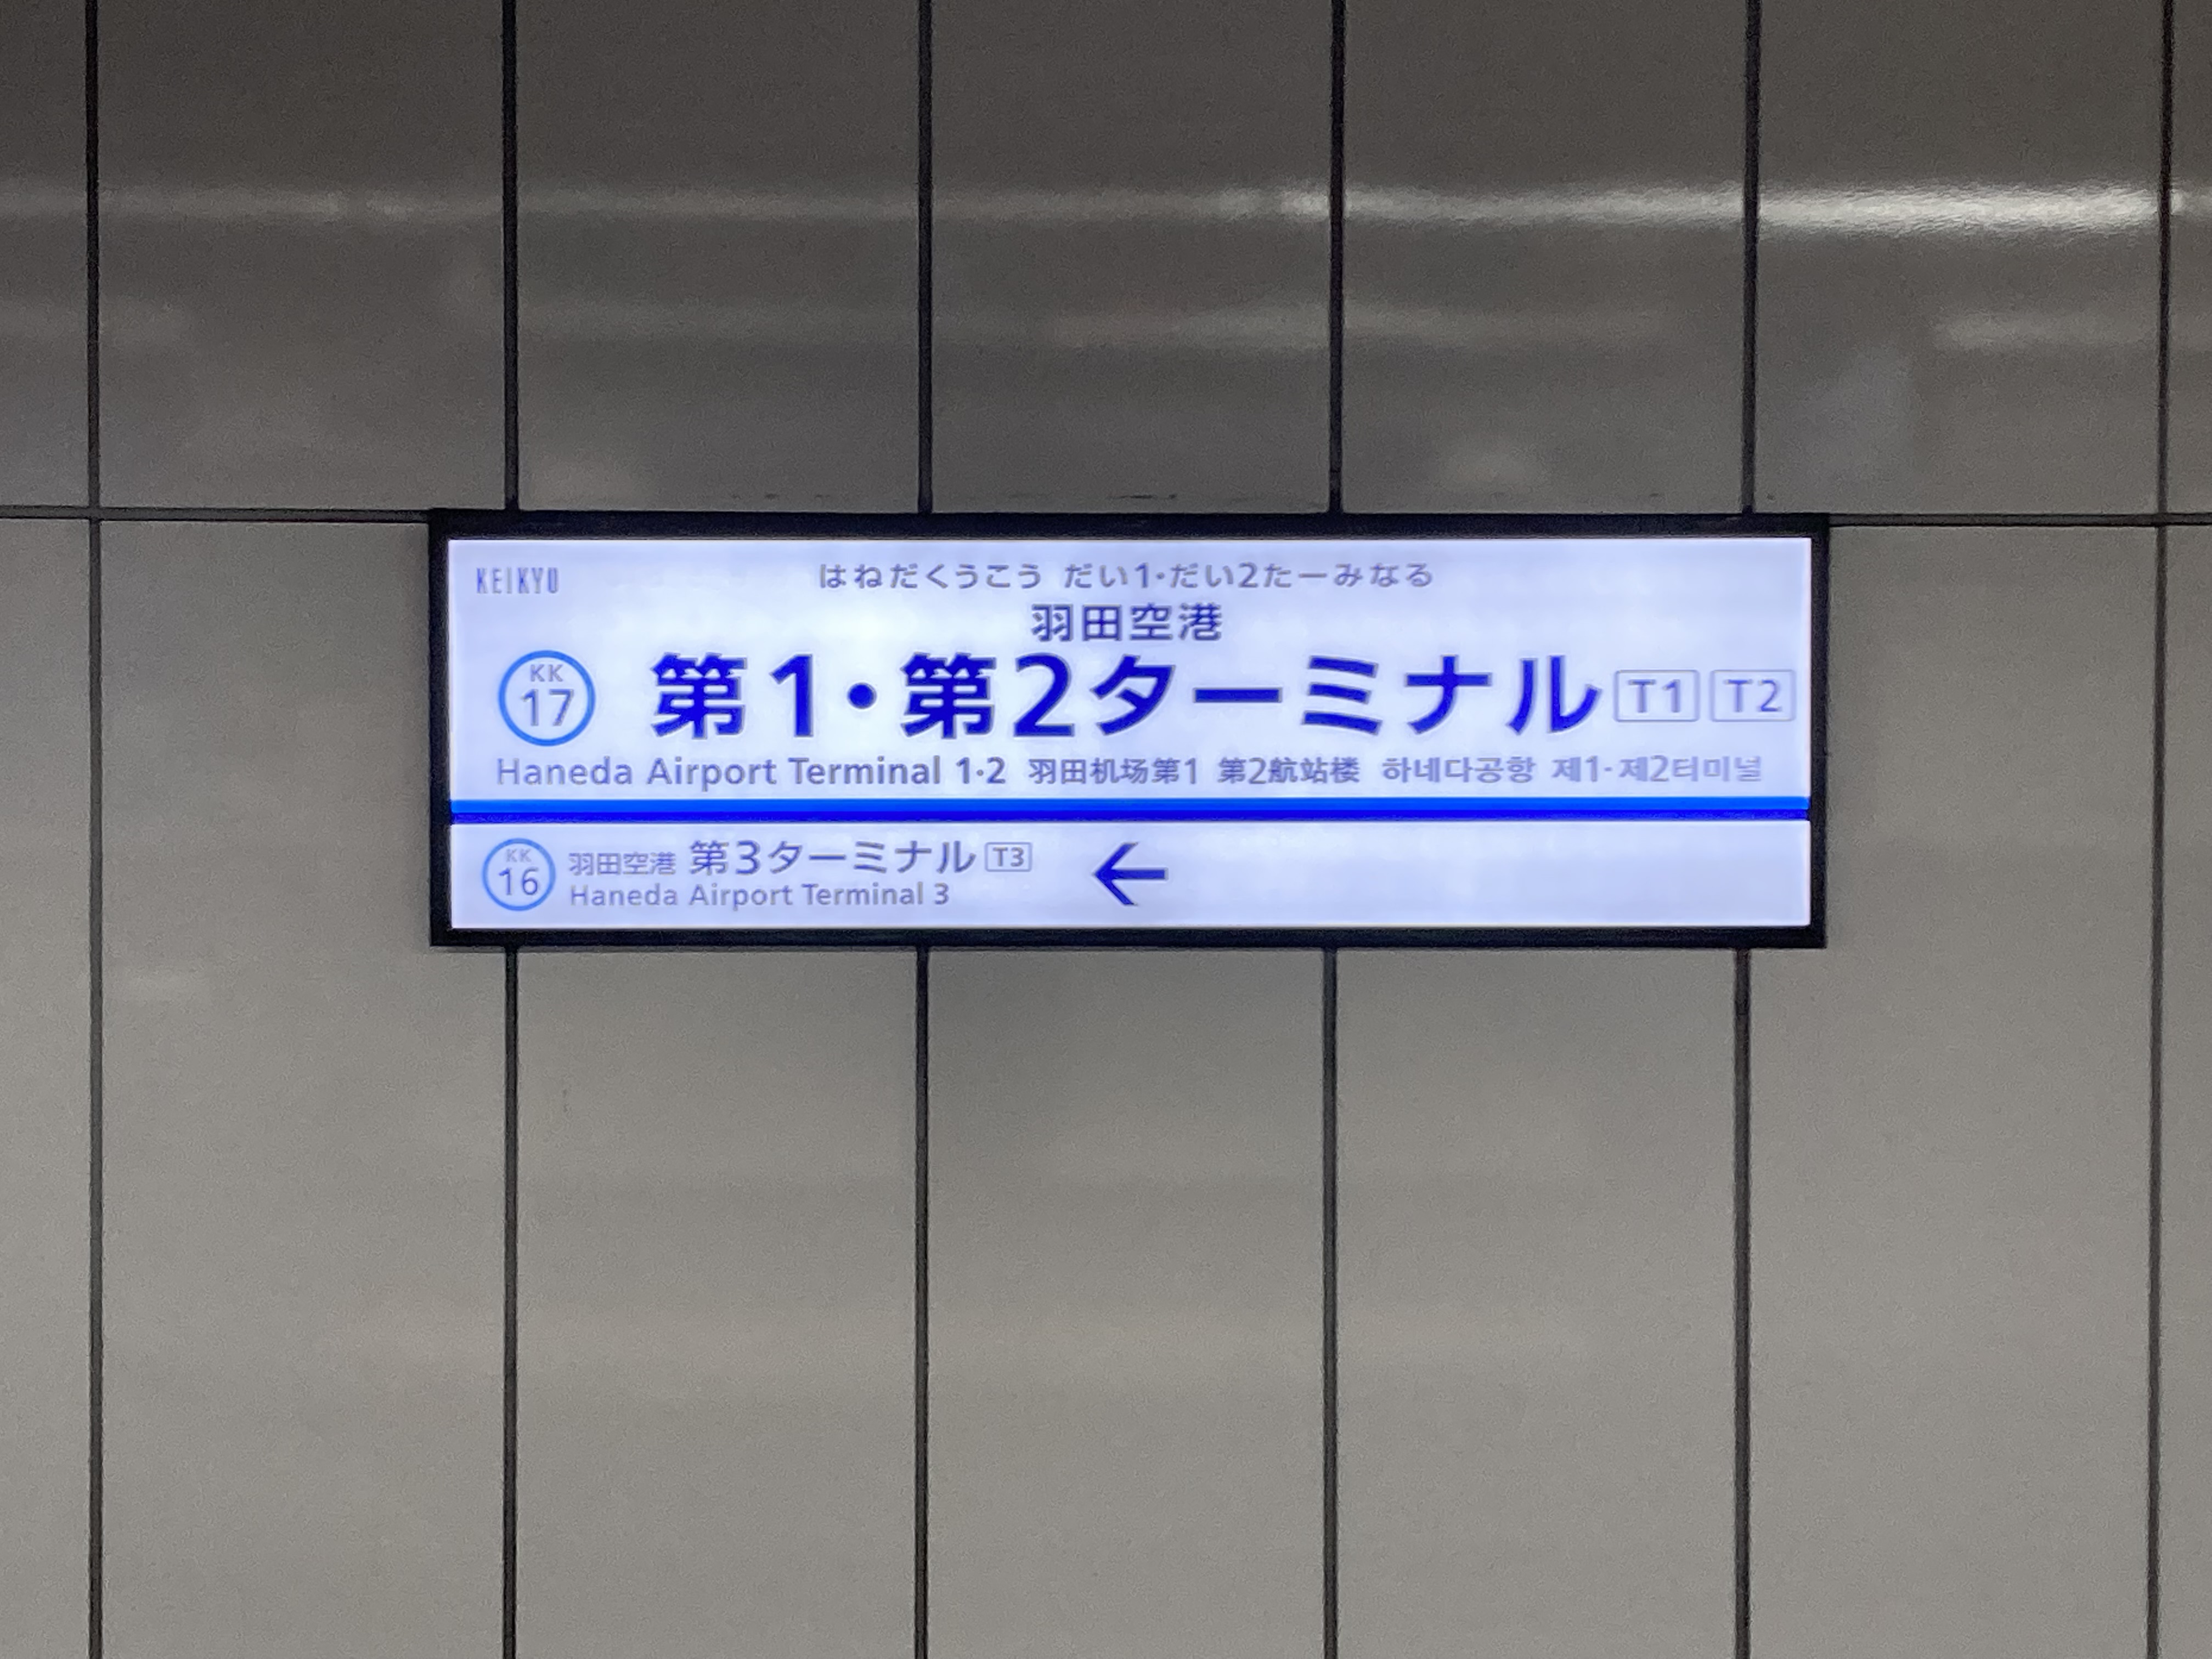 KEIKYU
はねだくうこう だい1・だい2たーみなる
羽田空港
KK
17
第1・第2ターミナル T1 T2
Haneda Airport Terminal 1・2 羽田机场第1 第2航站楼 하네다공항 제1・제2터미널
KK
16
羽田空港 第3ターミナル T3 ←
Haneda Airport Terminal 3